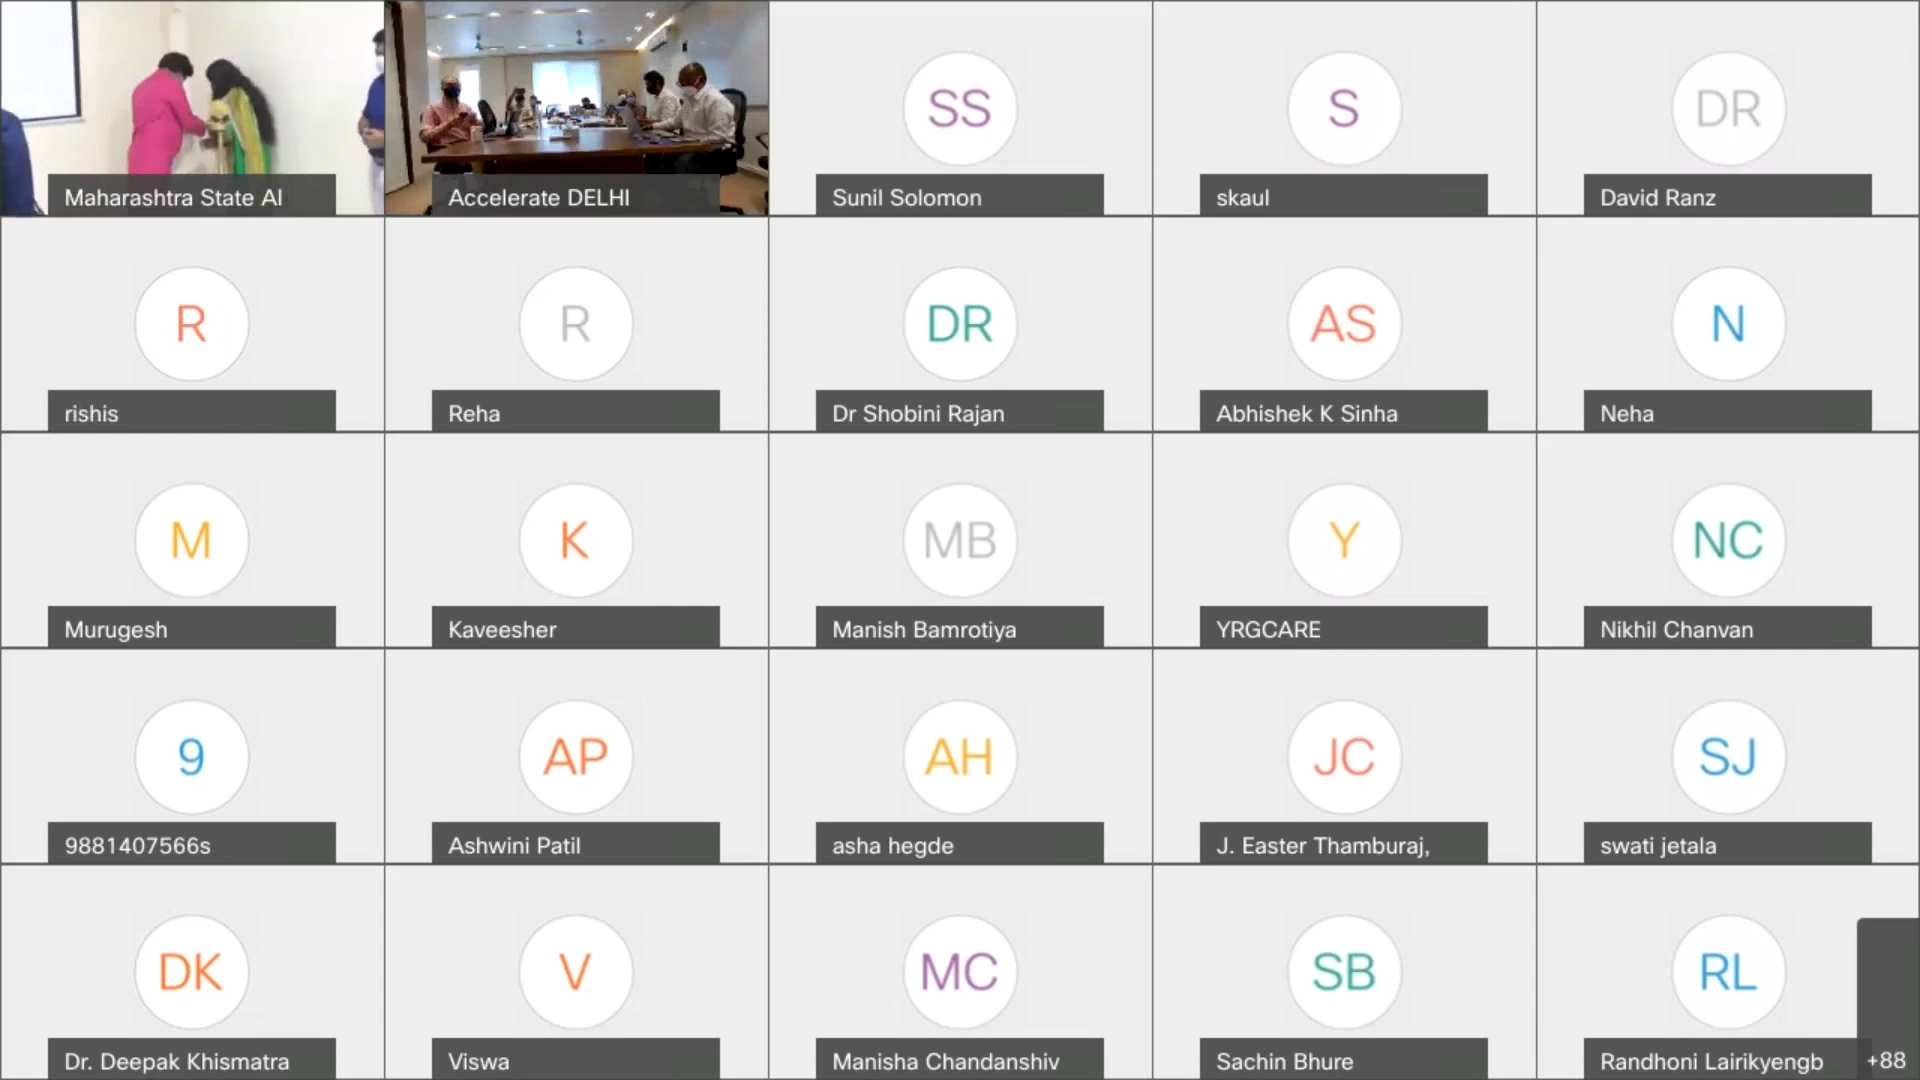 Maharashtra State Al
Accelerate DELHI
SS
Sunil Solomon
S
skaul
DR
David Ranz
R
rishis
R
Reha
DR
Dr Shobini Rajan
AS
Abhishek K Sinha
N
Neha
M
Murugesh
K
Kaveesher
MB
Manish Bamrotiya
Y
YRGCARE
NC
Nikhil Chanvan
9
9881407566s
AP
Ashwini Patil
AH
asha hegde
JC
J. Easter Thamburaj,
SJ
swati jetala
DK
Dr. Deepak Khismatra
V
Viswa
MC
Manisha Chandanshiv
SB
Sachin Bhure
RL
Randhoni Lairikyengb
+88